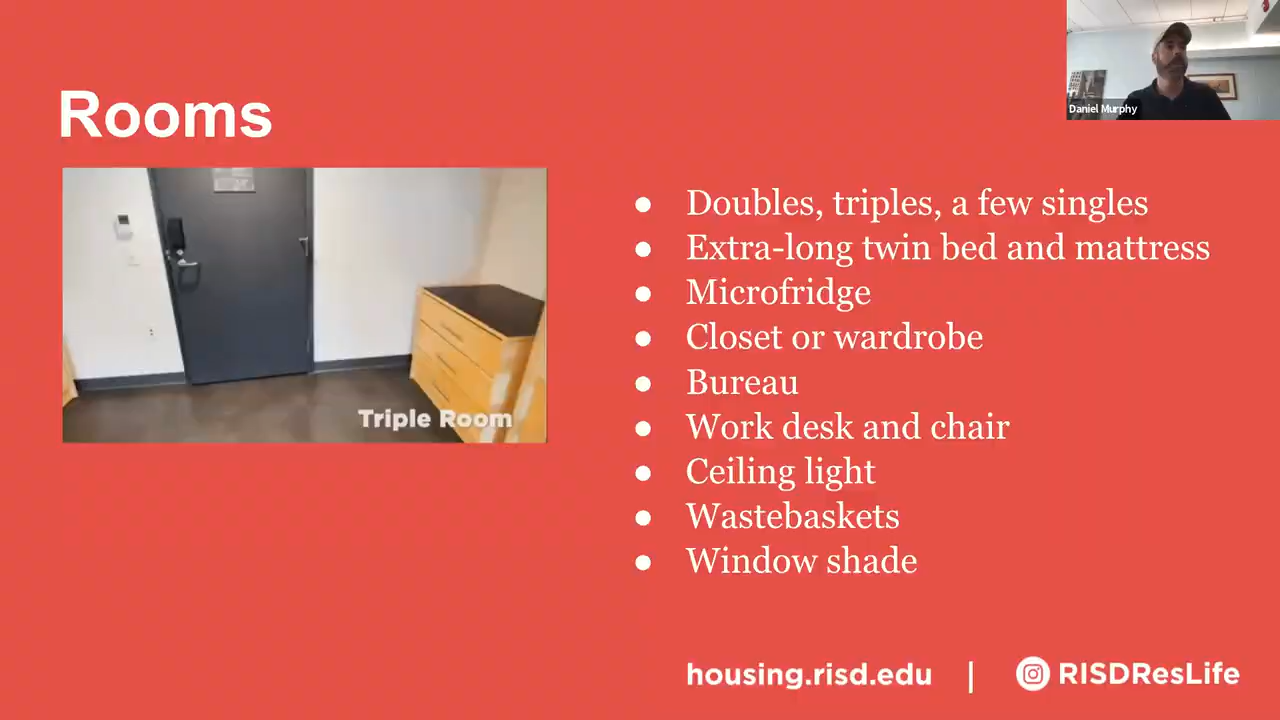 Rooms
Daniel Murphy
Triple Room
Doubles, triples, a few singles
Extra-long twin bed and mattress
Microfridge
Closet or wardrobe
Bureau
Work desk and chair
Ceiling light
Wastebaskets
Window shade
housing.risd.edu | RISDResLife